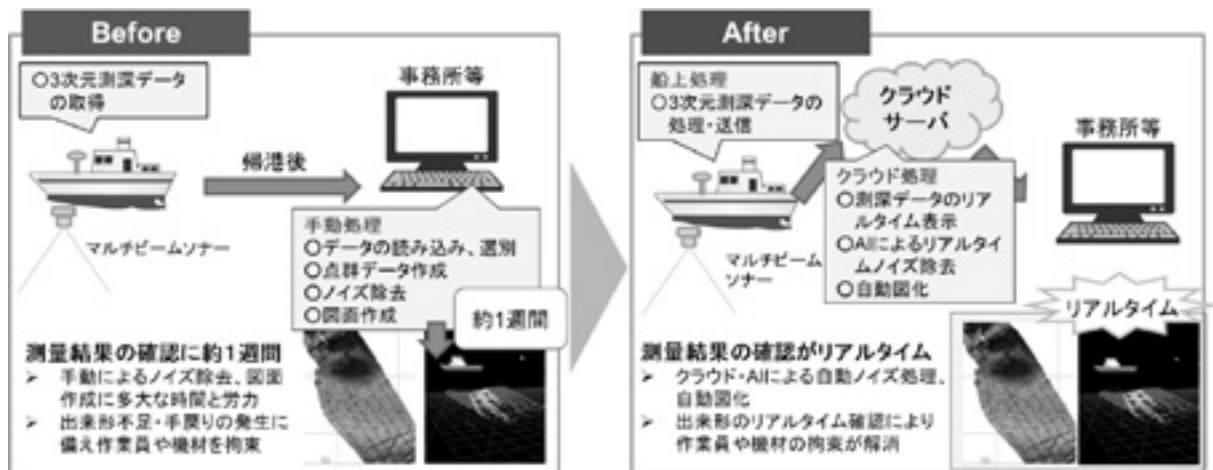 Before
〇3次元測深データ
の取得
事務所等
帰港後
マルチビームソナー
手動処理
〇データの読み込み、選別
〇点群データ作成
〇ノイズ除去
〇図面作成
約1週間
測量結果の確認に約1週間
➢ 手動によるノイズ除去、図面
作成に多大な時間と労力
➢ 出来形不足・手戻りの発生に
備え作業員や機材を拘束
After
船上処理
〇3次元測深データの
処理・送信
クラウド
サーバ
事務所等
マルチビーム
ソナー
クラウド処理
〇測深データのリア
ルタイム表示
〇AIによるリアルタイ
ムノイズ除去
〇自動図化
リアルタイム
測量結果の確認がリアルタイム
➢ クラウド・AIによる自動ノイズ処理、
自動図化
➢ 出来形のリアルタイム確認により
作業員や機材の拘束が解消